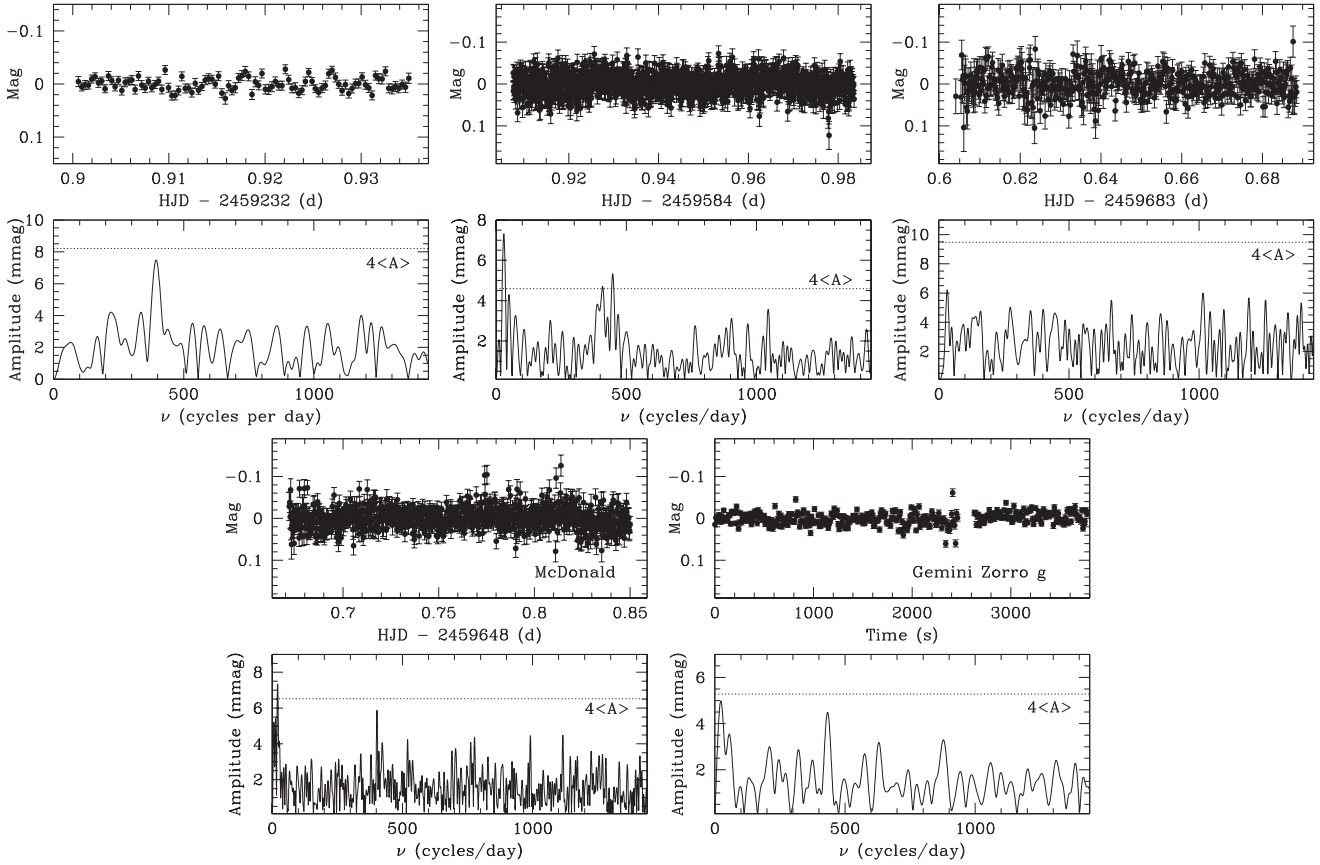 Mag
-0.1
0
0.1
0.9 0.91 0.92 0.93
HJD − 2459232 (d)
Mag
-0.1
0
0.1
0.92 0.94 0.96 0.98
HJD − 2459584 (d)
Mag
-0.1
0
0.1
0.6 0.62 0.64 0.66 0.68
HJD − 2459683 (d)
Amplitude (mmag)
10
8
6
4
2
0
4<A>
0 500 1000
ν (cycles per day)
Amplitude (mmag)
8
6
4
2
4<A>
0 500 1000
ν (cycles/day)
Amplitude (mmag)
10
8
6
4
2
4<A>
0 500 1000
ν (cycles/day)
Mag
-0.1
0
0.1
McDonald
0.7 0.75 0.8 0.85
HJD − 2459648 (d)
Mag
-0.1
0
0.1
Gemini Zorro g
0 1000 2000 3000
Time (s)
Amplitude (mmag)
8
6
4
2
4<A>
0 500 1000
ν (cycles/day)
Amplitude (mmag)
6
4
2
4<A>
0 500 1000
ν (cycles/day)